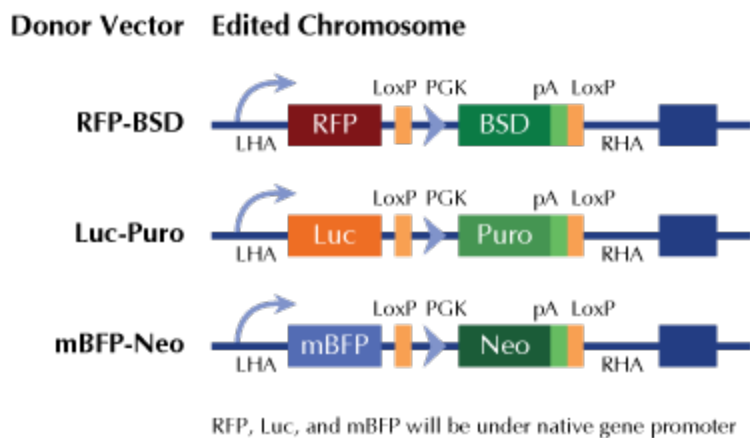 Donor Vector Edited Chromosome
LoxP PGK pA LoxP
RFP-BSD RFP BSD
LHA RHA
LoxP PGK pA LoxP
Luc-Puro Luc Puro
LHA RHA
LoxP PGK pA LoxP
mBFP-Neo mBFP Neo
LHA RHA
RFP, Luc, and mBFP will be under native gene promoter